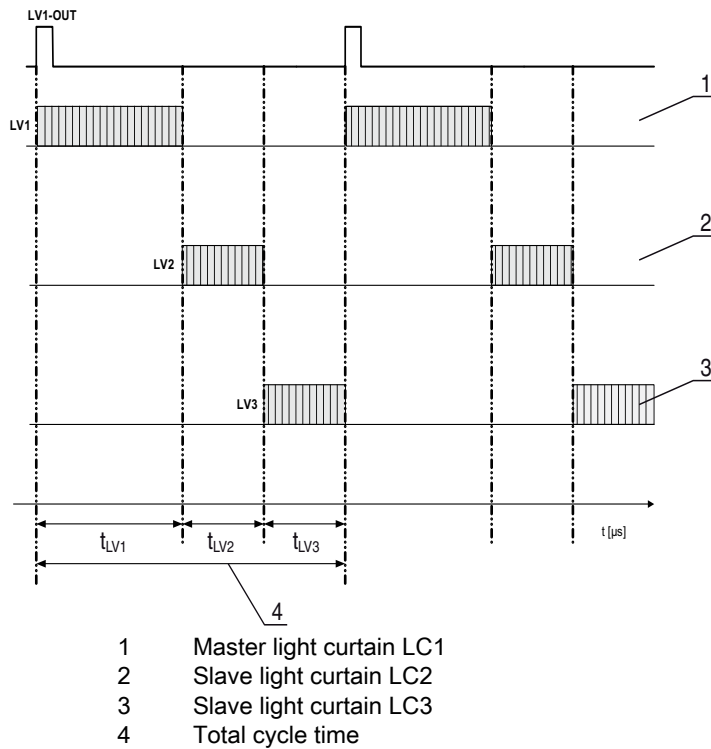 LV1-OUT
1
LV1
2
LV2
3
LV3
t [µs]
tLV1 tLV2 tLV3
4
1 Master light curtain LC1
2 Slave light curtain LC2
3 Slave light curtain LC3
4 Total cycle time